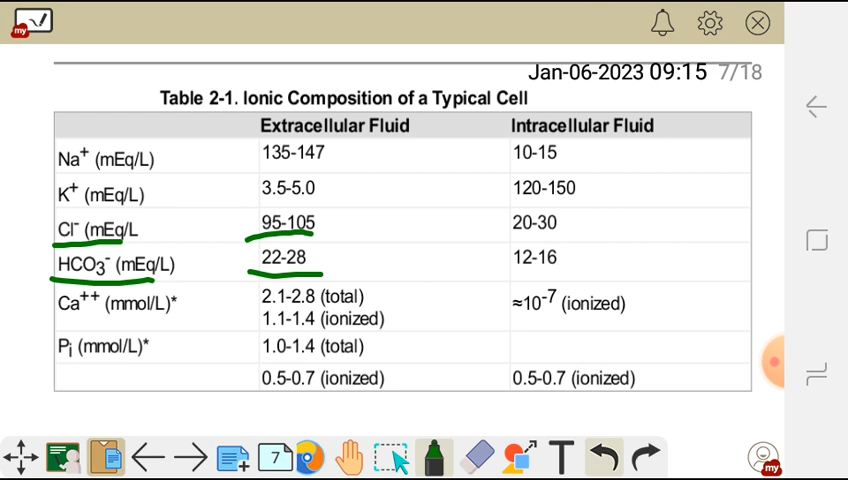 my
Jan-06-2023 09:15 7/18
Table 2-1. Ionic Composition of a Typical Cell
Extracellular Fluid Intracellular Fluid
Na⁺ (mEq/L) 135-147 10-15
K⁺ (mEq/L) 3.5-5.0 120-150
Cl⁻ (mEq/L 95-105 20-30
HCO₃⁻ (mEq/L) 22-28 12-16
Ca⁺⁺ (mmol/L)* 2.1-2.8 (total)
1.1-1.4 (ionized) ≈10⁻⁷ (ionized)
Pᵢ (mmol/L)* 1.0-1.4 (total)
0.5-0.7 (ionized) 0.5-0.7 (ionized)
7 T my